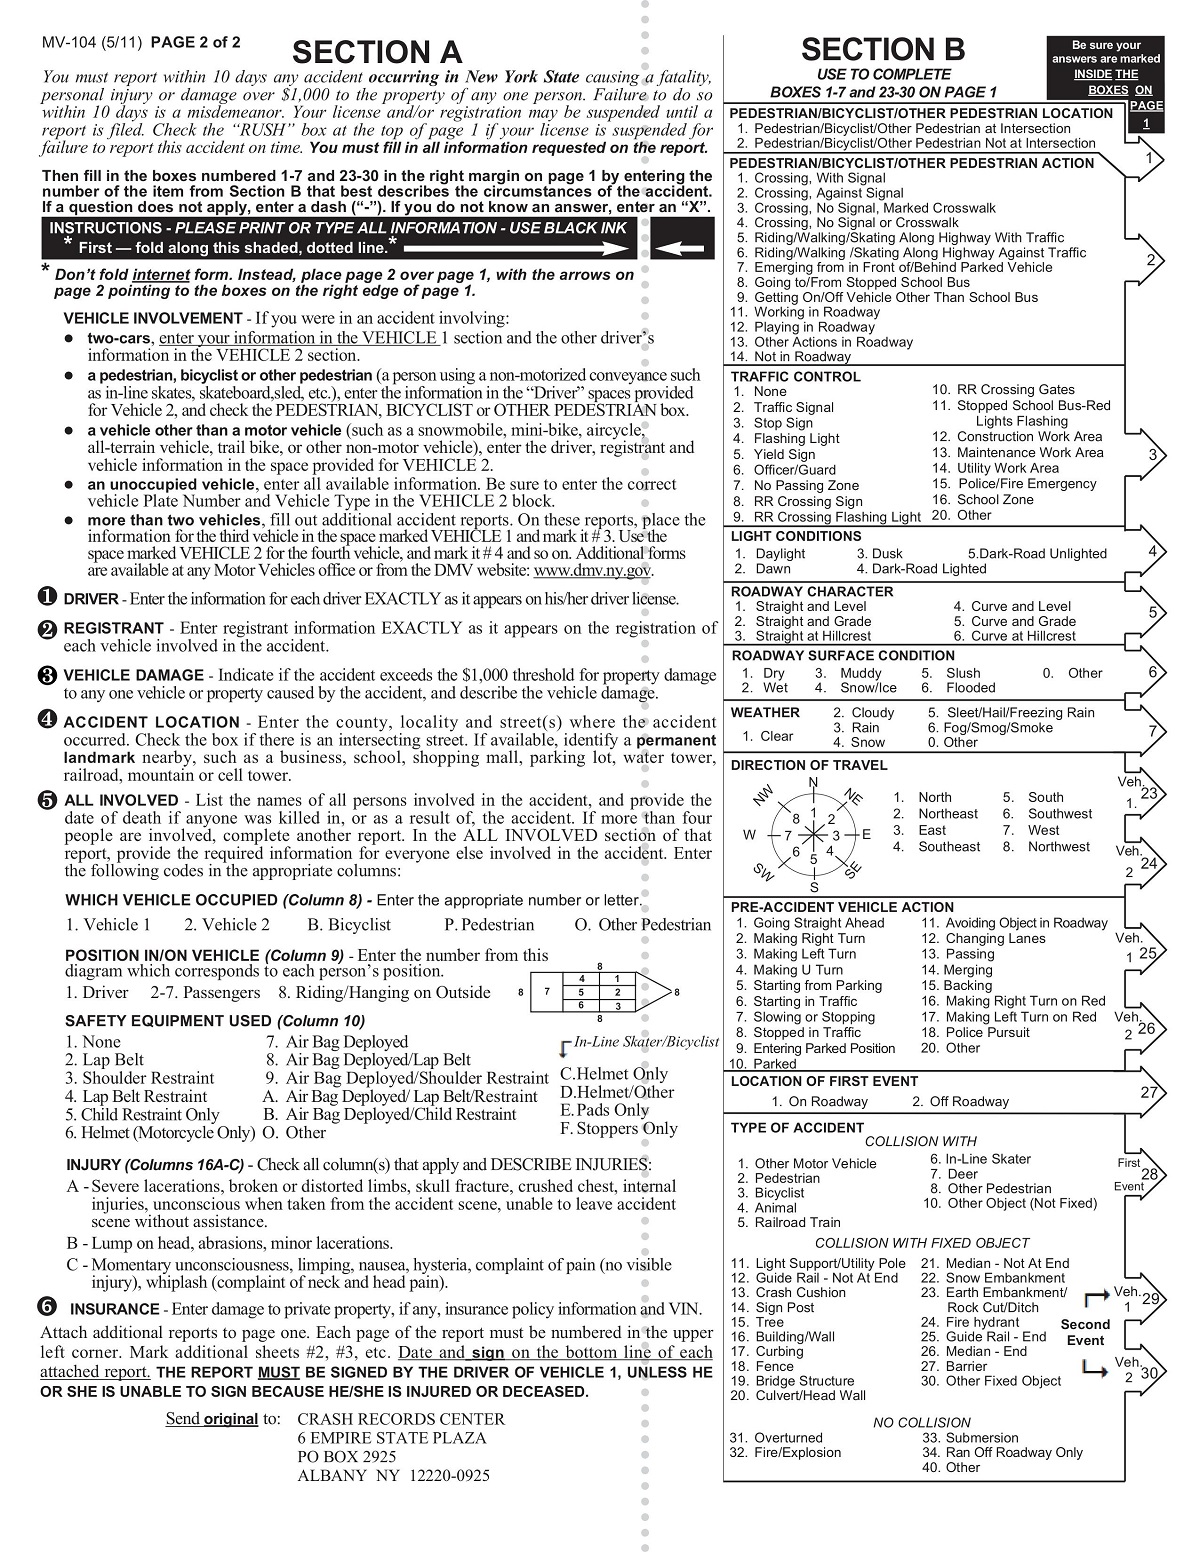 MV-104 (5/11) PAGE 2 of 2
SECTION A
You must report within 10 days any accident occurring in New York State causing a fatality,
personal injury or damage over $1,000 to the property of any one person. Failure to do so
within 10 days is a misdemeanor. Your license and/or registration may be suspended until a
report is filed. Check the “RUSH” box at the top of page 1 if your license is suspended for
failure to report this accident on time. You must fill in all information requested on the report.
Then fill in the boxes numbered 1-7 and 23-30 in the right margin on page 1 by entering the
number of the item from Section B that best describes the circumstances of the accident.
If a question does not apply, enter a dash (“-”). If you do not know an answer, enter an “X”.
INSTRUCTIONS - PLEASE PRINT OR TYPE ALL INFORMATION - USE BLACK INK
* First — fold along this shaded, dotted line.*
* Don’t fold internet form. Instead, place page 2 over page 1, with the arrows on
page 2 pointing to the boxes on the right edge of page 1.
VEHICLE INVOLVEMENT - If you were in an accident involving:
● two-cars, enter your information in the VEHICLE 1 section and the other driver’s
information in the VEHICLE 2 section.
● a pedestrian, bicyclist or other pedestrian (a person using a non-motorized conveyance such
as in-line skates, skateboard,sled, etc.), enter the information in the “Driver” spaces provided
for Vehicle 2, and check the PEDESTRIAN, BICYCLIST or OTHER PEDESTRIAN box.
● a vehicle other than a motor vehicle (such as a snowmobile, mini-bike, aircycle,
all-terrain vehicle, trail bike, or other non-motor vehicle), enter the driver, registrant and
vehicle information in the space provided for VEHICLE 2.
● an unoccupied vehicle, enter all available information. Be sure to enter the correct
vehicle Plate Number and Vehicle Type in the VEHICLE 2 block.
● more than two vehicles, fill out additional accident reports. On these reports, place the
information for the third vehicle in the space marked VEHICLE 1 and mark it # 3. Use the
space marked VEHICLE 2 for the fourth vehicle, and mark it # 4 and so on. Additional forms
are available at any Motor Vehicles office or from the DMV website: www.dmv.ny.gov.
❶ DRIVER - Enter the information for each driver EXACTLY as it appears on his/her driver license.
❷ REGISTRANT - Enter registrant information EXACTLY as it appears on the registration of
each vehicle involved in the accident.
❸ VEHICLE DAMAGE - Indicate if the accident exceeds the $1,000 threshold for property damage
to any one vehicle or property caused by the accident, and describe the vehicle damage.
❹ ACCIDENT LOCATION - Enter the county, locality and street(s) where the accident
occurred. Check the box if there is an intersecting street. If available, identify a permanent
landmark nearby, such as a business, school, shopping mall, parking lot, water tower,
railroad, mountain or cell tower.
❺ ALL INVOLVED - List the names of all persons involved in the accident, and provide the
date of death if anyone was killed in, or as a result of, the accident. If more than four
people are involved, complete another report. In the ALL INVOLVED section of that
report, provide the required information for everyone else involved in the accident. Enter
the following codes in the appropriate columns:
WHICH VEHICLE OCCUPIED (Column 8) - Enter the appropriate number or letter.
1. Vehicle 1 2. Vehicle 2 B. Bicyclist P. Pedestrian O. Other Pedestrian
POSITION IN/ON VEHICLE (Column 9) - Enter the number from this
diagram which corresponds to each person’s position.
1. Driver 2-7. Passengers 8. Riding/Hanging on Outside
8
4 1
8 7 5 2 8
6 3
8
SAFETY EQUIPMENT USED (Column 10)
1. None 7. Air Bag Deployed In-Line Skater/Bicyclist
2. Lap Belt 8. Air Bag Deployed/Lap Belt
3. Shoulder Restraint 9. Air Bag Deployed/Shoulder Restraint C.Helmet Only
4. Lap Belt Restraint A. Air Bag Deployed/ Lap Belt/Restraint D.Helmet/Other
5. Child Restraint Only B. Air Bag Deployed/Child Restraint E. Pads Only
6. Helmet (Motorcycle Only) O. Other F. Stoppers Only
INJURY (Columns 16A-C) - Check all column(s) that apply and DESCRIBE INJURIES:
A - Severe lacerations, broken or distorted limbs, skull fracture, crushed chest, internal
injuries, unconscious when taken from the accident scene, unable to leave accident
scene without assistance.
B - Lump on head, abrasions, minor lacerations.
C - Momentary unconsciousness, limping, nausea, hysteria, complaint of pain (no visible
injury), whiplash (complaint of neck and head pain).
❻ INSURANCE - Enter damage to private property, if any, insurance policy information and VIN.
Attach additional reports to page one. Each page of the report must be numbered in the upper
left corner. Mark additional sheets #2, #3, etc. Date and sign on the bottom line of each
attached report. THE REPORT MUST BE SIGNED BY THE DRIVER OF VEHICLE 1, UNLESS HE
OR SHE IS UNABLE TO SIGN BECAUSE HE/SHE IS INJURED OR DECEASED.
Send original to: CRASH RECORDS CENTER
6 EMPIRE STATE PLAZA
PO BOX 2925
ALBANY NY 12220-0925
SECTION B
USE TO COMPLETE
BOXES 1-7 and 23-30 ON PAGE 1
Be sure your
answers are marked
INSIDE THE
BOXES ON
PAGE
1
PEDESTRIAN/BICYCLIST/OTHER PEDESTRIAN LOCATION
1. Pedestrian/Bicyclist/Other Pedestrian at Intersection
2. Pedestrian/Bicyclist/Other Pedestrian Not at Intersection
1
PEDESTRIAN/BICYCLIST/OTHER PEDESTRIAN ACTION
1. Crossing, With Signal
2. Crossing, Against Signal
3. Crossing, No Signal, Marked Crosswalk
4. Crossing, No Signal or Crosswalk
5. Riding/Walking/Skating Along Highway With Traffic
6. Riding/Walking /Skating Along Highway Against Traffic
7. Emerging from in Front of/Behind Parked Vehicle
8. Going to/From Stopped School Bus
9. Getting On/Off Vehicle Other Than School Bus
11. Working in Roadway
12. Playing in Roadway
13. Other Actions in Roadway
14. Not in Roadway
2
TRAFFIC CONTROL
1. None 10. RR Crossing Gates
2. Traffic Signal 11. Stopped School Bus-Red
3. Stop Sign Lights Flashing
4. Flashing Light 12. Construction Work Area
5. Yield Sign 13. Maintenance Work Area
6. Officer/Guard 14. Utility Work Area
7. No Passing Zone 15. Police/Fire Emergency
8. RR Crossing Sign 16. School Zone
9. RR Crossing Flashing Light 20. Other
3
LIGHT CONDITIONS
1. Daylight 3. Dusk 5.Dark-Road Unlighted
2. Dawn 4. Dark-Road Lighted
4
ROADWAY CHARACTER
1. Straight and Level 4. Curve and Level
2. Straight and Grade 5. Curve and Grade
3. Straight at Hillcrest 6. Curve at Hillcrest
5
ROADWAY SURFACE CONDITION
1. Dry 3. Muddy 5. Slush 0. Other
2. Wet 4. Snow/Ice 6. Flooded
6
WEATHER 2. Cloudy 5. Sleet/Hail/Freezing Rain
1. Clear 3. Rain 6. Fog/Smog/Smoke
4. Snow 0. Other
7
DIRECTION OF TRAVEL
N
NW NE
8 1 2
W 7 3 E
6 5 4
SW SE
S
1. North 5. South
2. Northeast 6. Southwest
3. East 7. West
4. Southeast 8. Northwest
Veh. 1. 23
Veh. 2 24
PRE-ACCIDENT VEHICLE ACTION
1. Going Straight Ahead 11. Avoiding Object in Roadway
2. Making Right Turn 12. Changing Lanes
3. Making Left Turn 13. Passing
4. Making U Turn 14. Merging
5. Starting from Parking 15. Backing
6. Starting in Traffic 16. Making Right Turn on Red
7. Slowing or Stopping 17. Making Left Turn on Red
8. Stopped in Traffic 18. Police Pursuit
9. Entering Parked Position 20. Other
10. Parked
Veh. 1 25
Veh. 2 26
LOCATION OF FIRST EVENT
1. On Roadway 2. Off Roadway
27
TYPE OF ACCIDENT
COLLISION WITH
1. Other Motor Vehicle 6. In-Line Skater
2. Pedestrian 7. Deer
3. Bicyclist 8. Other Pedestrian
4. Animal 10. Other Object (Not Fixed)
5. Railroad Train
First
28
Event
COLLISION WITH FIXED OBJECT
11. Light Support/Utility Pole 21. Median - Not At End
12. Guide Rail - Not At End 22. Snow Embankment
13. Crash Cushion 23. Earth Embankment/
14. Sign Post Rock Cut/Ditch
15. Tree 24. Fire hydrant
16. Building/Wall 25. Guide Rail - End
17. Curbing 26. Median - End
18. Fence 27. Barrier
19. Bridge Structure 30. Other Fixed Object
20. Culvert/Head Wall
Veh. 1 29
Second
Event
Veh. 2 30
NO COLLISION
31. Overturned 33. Submersion
32. Fire/Explosion 34. Ran Off Roadway Only
40. Other